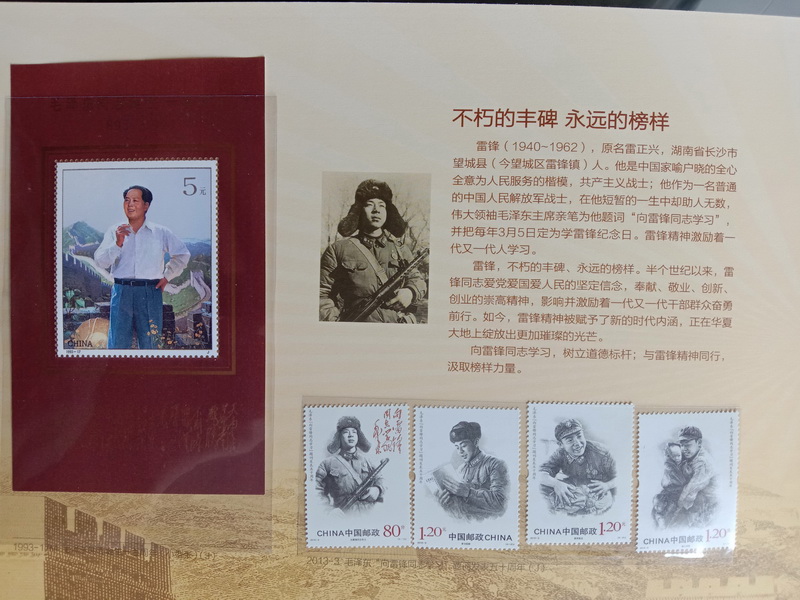 5元
CHINA
不朽的丰碑 永远的榜样
雷锋（1940~1962），原名雷正兴，湖南省长沙市
望城县（今望城区雷锋镇）人。他是中国家喻户晓的全心
全意为人民服务的楷模，共产主义战士；他作为一名普通
的中国人民解放军战士，在他短暂的一生中却助人无数，
伟大领袖毛泽东主席亲笔为他题词“向雷锋同志学习”，
并把每年3月5日定为学雷锋纪念日。雷锋精神激励着一
代又一代人学习。
雷锋，不朽的丰碑、永远的榜样。半个世纪以来，雷
锋同志爱党爱国爱人民的坚定信念，奉献、敬业、创新、
创业的崇高精神，影响并激励着一代又一代干部群众奋勇
前行。如今，雷锋精神被赋予了新的时代内涵，正在华夏
大地上绽放出更加璀璨的光芒。
向雷锋同志学习，树立道德标杆；与雷锋精神同行，
汲取榜样力量。
CHINA中国邮政 80分
1.20元 中国邮政CHINA
CHINA中国邮政 1.20元
CHINA中国邮政 1.20元
2013-3